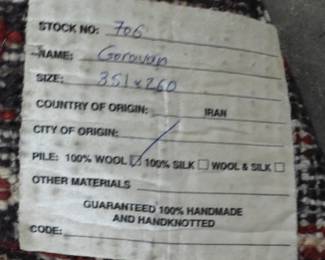 STOCK NO: 706
NAME: Goravan
SIZE: 351 x 260
COUNTRY OF ORIGIN: IRAN
CITY OF ORIGIN:
PILE: 100% WOOL ☑ 100% SILK ☐ WOOL & SILK ☐
OTHER MATERIALS
GUARANTEED 100% HANDMADE
AND HANDKNOTTED
CODE: